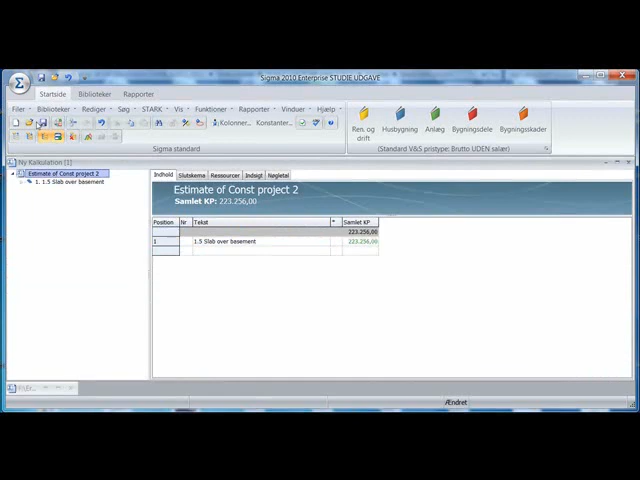 Sigma 2010 Enterprise STUDIE UDGAVE
Startside Biblioteker Rapporter
Filer Biblioteker Rediger Søg STARK Vis Funktioner Rapporter Vinduer Hjælp
Kolonner... Konstanter...
Ren. og drift Husbygning Anlæg Bygningsdele Bygningsskader
Sigma standard
(Standard V&S pristype: Brutto UDEN salær)
Ny Kalkulation [1]
Estimate of Const project 2
1. 1.5 Slab over basement
Indhold Slutskema Ressourcer Indsigt Nøgletal
Estimate of Const project 2
Samlet KP: 223.256,00
Position Nr Tekst * Samlet KP
223.256,00
1 1.5 Slab over basement 223.256,00
Ændret